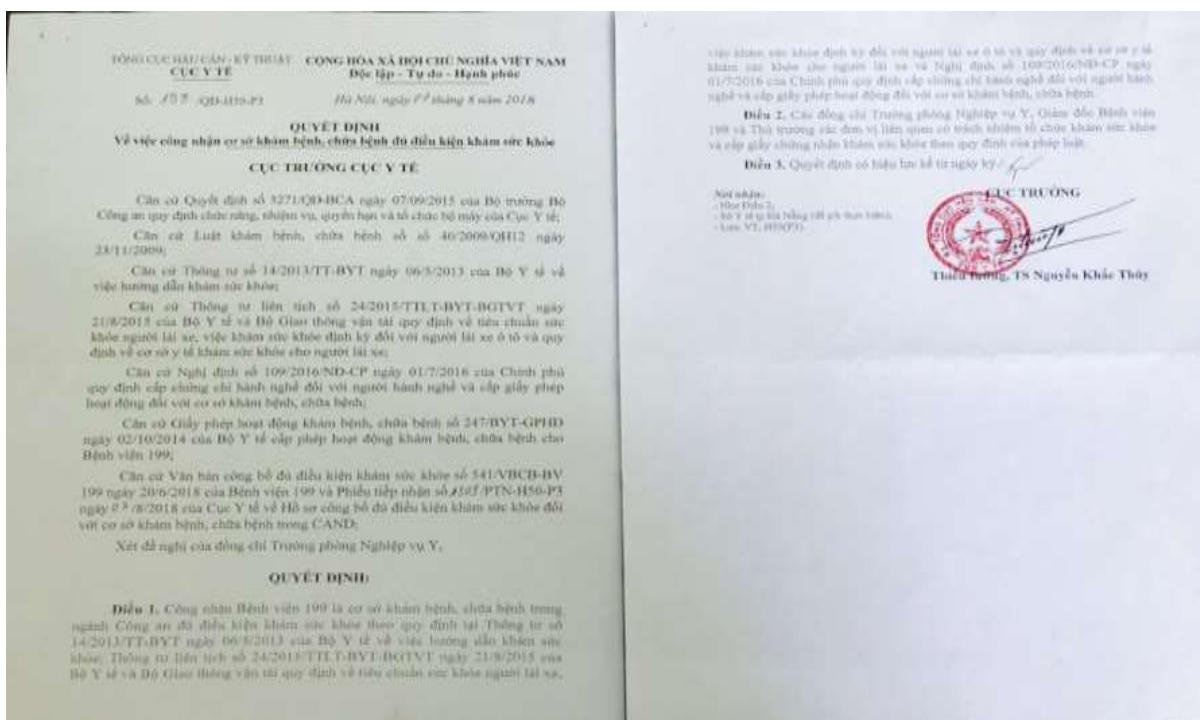 TỔNG CỤC HẬU CẦN - KỸ THUẬT
CỤC Y TẾ
CỘNG HÒA XÃ HỘI CHỦ NGHĨA VIỆT NAM
Độc lập - Tự do - Hạnh phúc
Số: /QĐ-H50-P3
Hà Nội, ngày tháng 8 năm 2018
QUYẾT ĐỊNH
Về việc công nhận cơ sở khám bệnh, chữa bệnh đủ điều kiện khám sức khỏe
CỤC TRƯỞNG CỤC Y TẾ
Căn cứ Quyết định số 5271/QĐ-BCA ngày 07/09/2015 của Bộ trưởng Bộ
Công an quy định chức năng, nhiệm vụ, quyền hạn và tổ chức bộ máy của Cục Y tế;
Căn cứ Luật khám bệnh, chữa bệnh số số 40/2009/QH12 ngày
23/11/2009;
Căn cứ Thông tư số 14/2013/TT-BYT ngày 06/5/2013 của Bộ Y tế về
việc hướng dẫn khám sức khỏe;
Căn cứ Thông tư liên tịch số 24/2015/TTLT-BYT-BGTVT ngày
21/8/2015 của Bộ Y tế và Bộ Giao thông vận tải quy định về tiêu chuẩn sức
khỏe người lái xe, việc khám sức khỏe định kỳ đối với người lái xe ô tô và quy
định về cơ sở y tế khám sức khỏe cho người lái xe;
Căn cứ Nghị định số 109/2016/NĐ-CP ngày 01/7/2016 của Chính phủ
quy định cấp chứng chỉ hành nghề đối với người hành nghề và cấp giấy phép
hoạt động đối với cơ sở khám bệnh, chữa bệnh;
Căn cứ Giấy phép hoạt động khám bệnh, chữa bệnh số 247/BYT-GPHĐ
ngày 02/10/2014 của Bộ Y tế cấp phép hoạt động khám bệnh, chữa bệnh cho
Bệnh viện 199;
Căn cứ Văn bản công bố đủ điều kiện khám sức khỏe số 541/VBCB-BV
199 ngày 20/6/2018 của Bệnh viện 199 và Phiếu tiếp nhận số /PTN-H50-P3
ngày /8/2018 của Cục Y tế về Hồ sơ công bố đủ điều kiện khám sức khỏe đối
với cơ sở khám bệnh, chữa bệnh trong CAND;
Xét đề nghị của đồng chí Trưởng phòng Nghiệp vụ Y,
QUYẾT ĐỊNH:
Điều 1. Công nhận Bệnh viện 199 là cơ sở khám bệnh, chữa bệnh trong
ngành Công an đủ điều kiện khám sức khỏe theo quy định tại Thông tư số
14/2013/TT-BYT ngày 06/5/2013 của Bộ Y tế về việc hướng dẫn khám sức
khỏe; Thông tư liên tịch số 24/2015/TTLT-BYT-BGTVT ngày 21/8/2015 của
Bộ Y tế và Bộ Giao thông vận tải quy định về tiêu chuẩn sức khỏe người lái xe,
việc khám sức khỏe định kỳ đối với người lái xe ô tô và quy định về cơ sở y tế
khám sức khỏe cho người lái xe và Nghị định số 109/2016/NĐ-CP ngày
01/7/2016 của Chính phủ quy định cấp chứng chỉ hành nghề đối với người hành
nghề và cấp giấy phép hoạt động đối với cơ sở khám bệnh, chữa bệnh.
Điều 2. Các đồng chí Trưởng phòng Nghiệp vụ Y, Giám đốc Bệnh viện
199 và Thủ trưởng các đơn vị liên quan có trách nhiệm tổ chức khám sức khỏe
và cấp giấy chứng nhận khám sức khỏe theo quy định của pháp luật.
Điều 3. Quyết định có hiệu lực kể từ ngày ký./.
Nơi nhận:
- Như Điều 2;
- Sở Y tế tp Đà Nẵng
- Lưu: VT, H50(P3).
CỤC TRƯỞNG
Thiếu tướng, TS Nguyễn Khắc Thủy